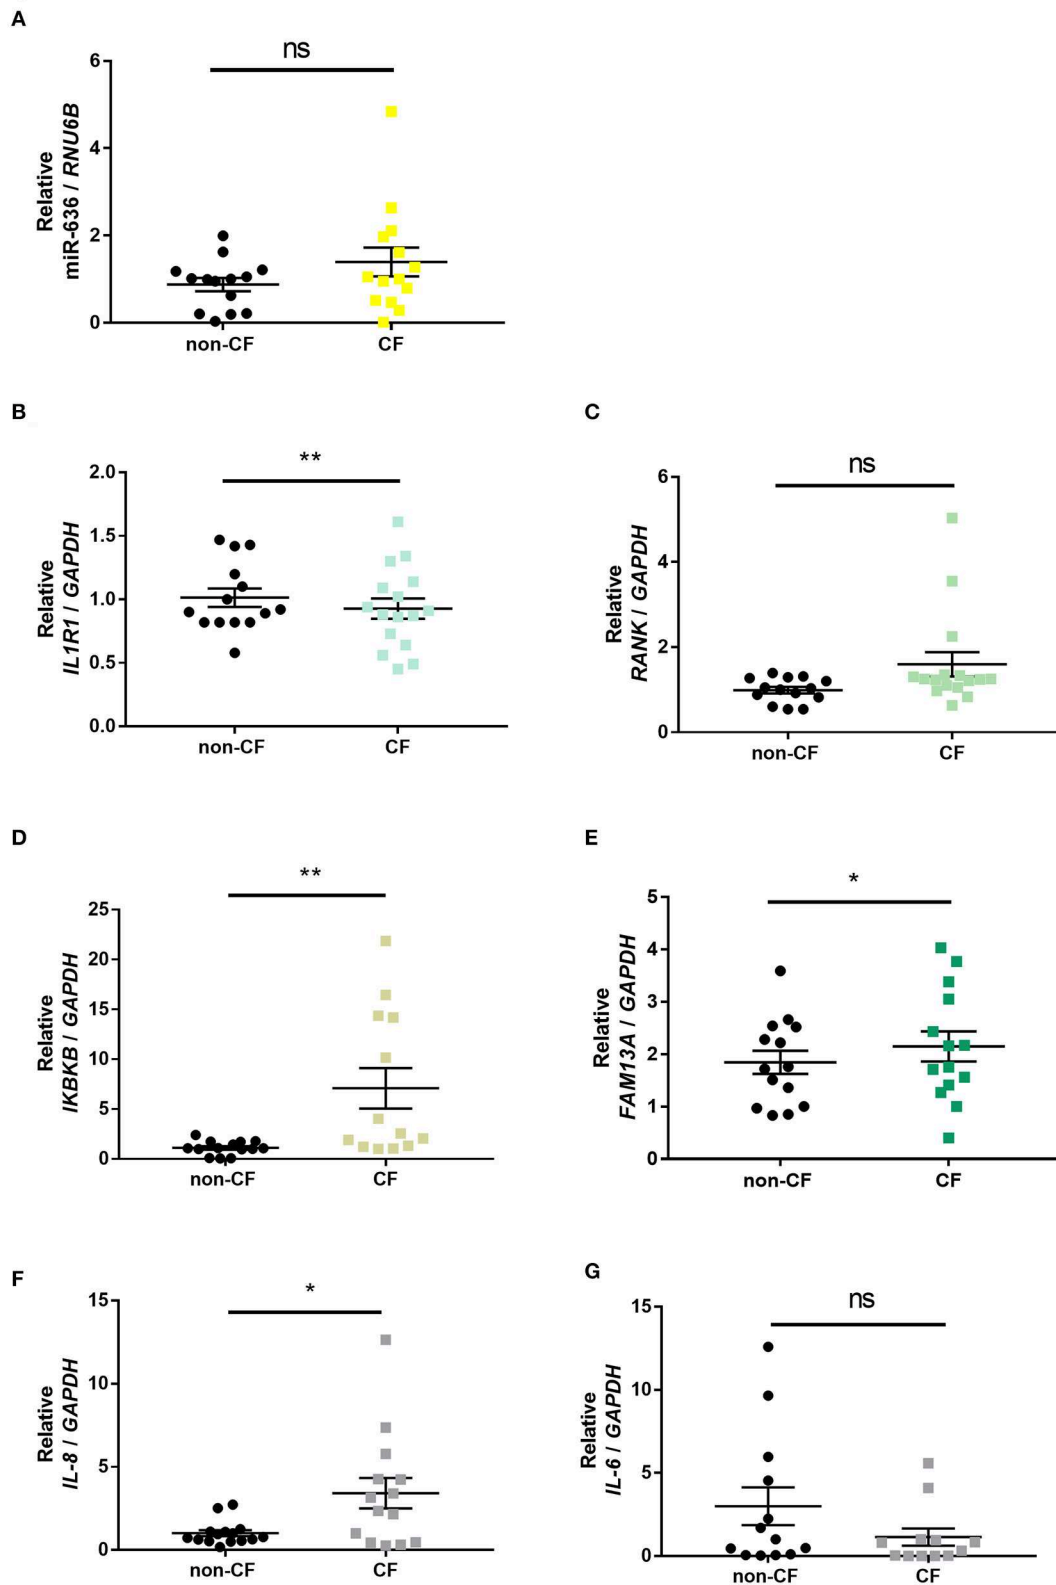 A
ns
Relative
miR-636 / RNU6B
6
4
2
0
non-CF CF
B
**
Relative
IL1R1 / GAPDH
2.0
1.5
1.0
0.5
0.0
non-CF CF
C
ns
Relative
RANK / GAPDH
6
4
2
0
non-CF CF
D
**
Relative
IKBKB / GAPDH
25
20
15
10
5
0
non-CF CF
E
*
Relative
FAM13A / GAPDH
5
4
3
2
1
0
non-CF CF
F
*
Relative
IL-8 / GAPDH
15
10
5
0
non-CF CF
G
ns
Relative
IL-6 / GAPDH
15
10
5
0
non-CF CF